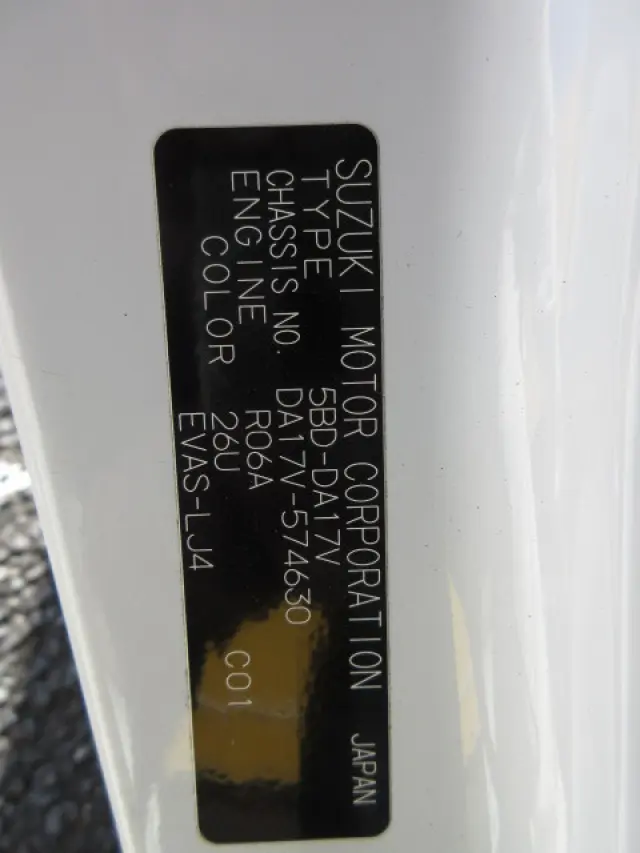 SUZUKI MOTOR CORPORATION JAPAN
TYPE 5BD-DA17V
CHASSIS NO. DA17V-574630
ENGINE R06A
COLOR 26U C01
EVAS-LJ4